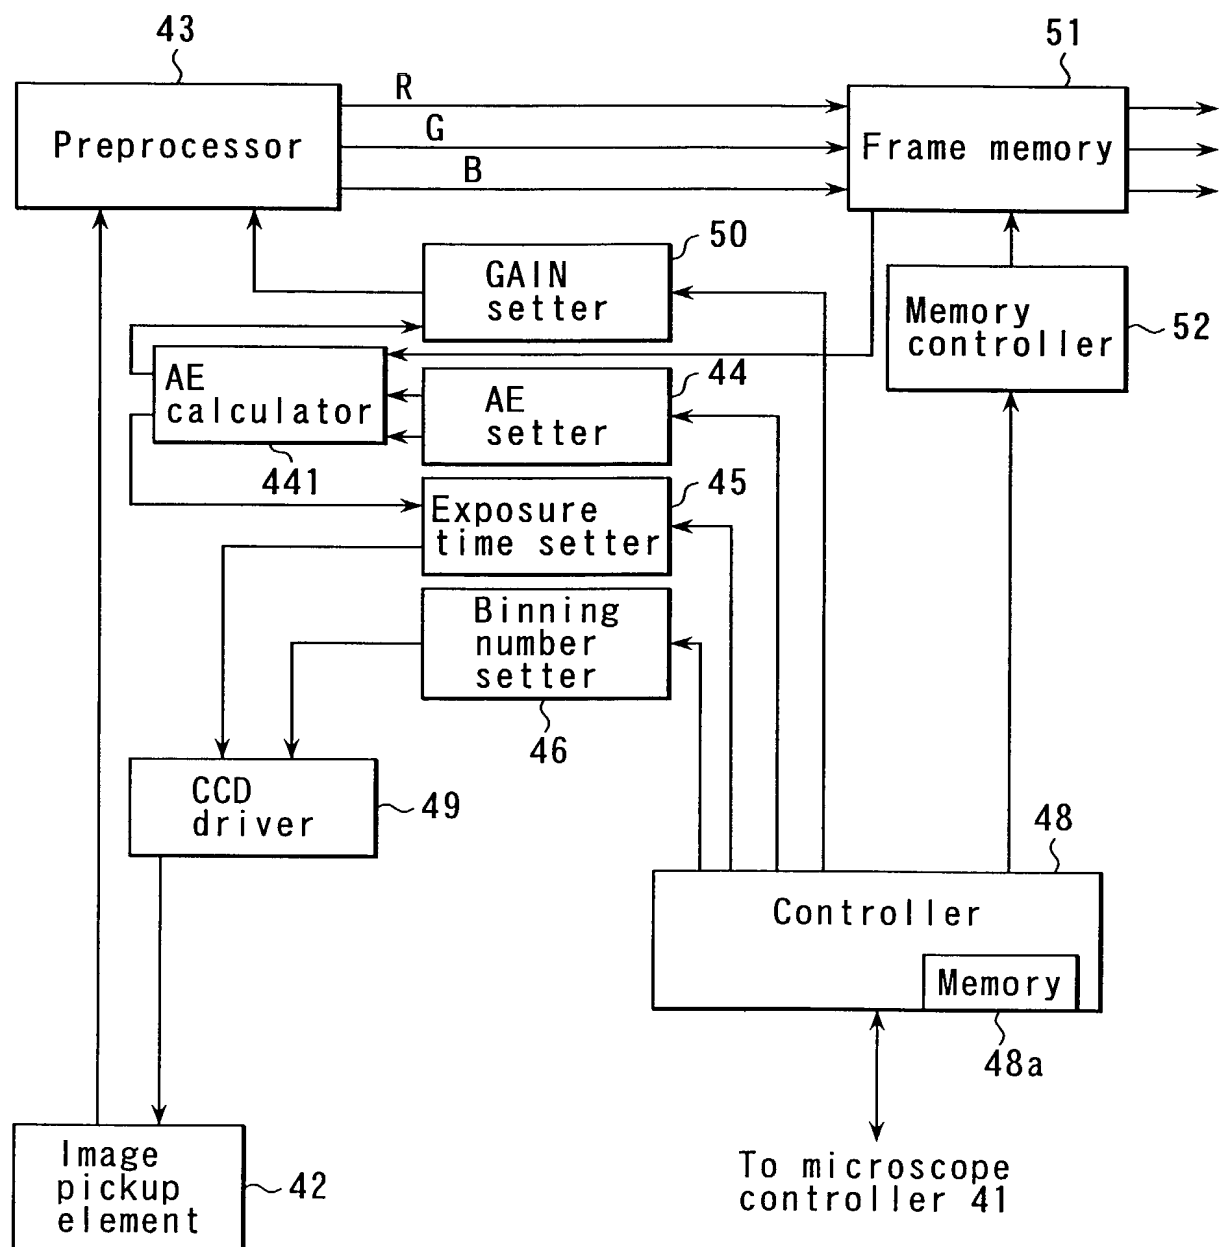 43
51
Preprocessor
R
G
B
Frame memory
50
GAIN
setter
Memory
controller
52
AE
calculator
441
44
AE
setter
45
Exposure
time setter
Binning
number
setter
46
CCD
driver
49
48
Controller
Memory
48a
Image
pickup
element
42
To microscope
controller 41